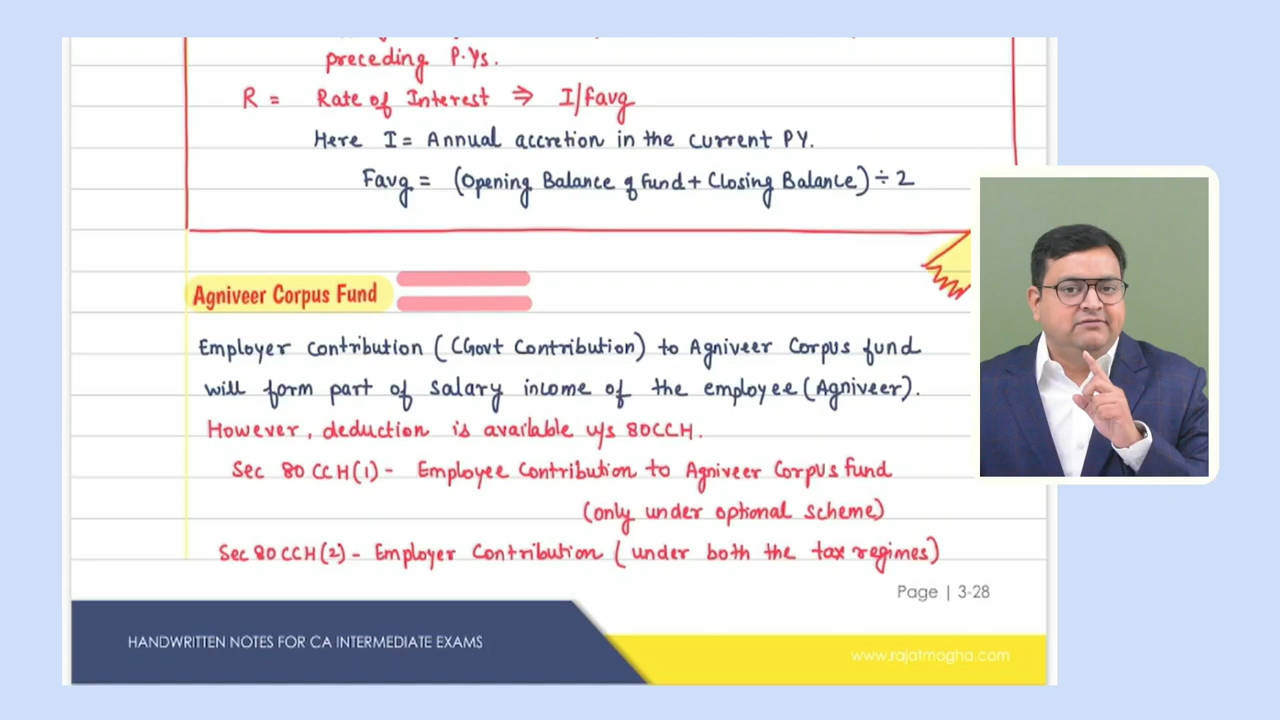 preceding P.Ys.
R = Rate of Interest ⇒ I/Favg
Here I = Annual accretion in the current PY.
Favg = (Opening Balance of Fund + Closing Balance) ÷ 2
Agniveer Corpus Fund
Employer contribution (CGovt Contribution) to Agniveer Corpus fund
will form part of salary income of the employee (Agniveer).
However, deduction is available u/s 80CCH.
Sec 80 CCH(1) - Employee Contribution to Agniveer Corpus fund
(only under optional scheme)
Sec 80 CCH(2) - Employer Contribution (under both the tax regimes)
Page | 3-28
HANDWRITTEN NOTES FOR CA INTERMEDIATE EXAMS
www.rajatmogha.com